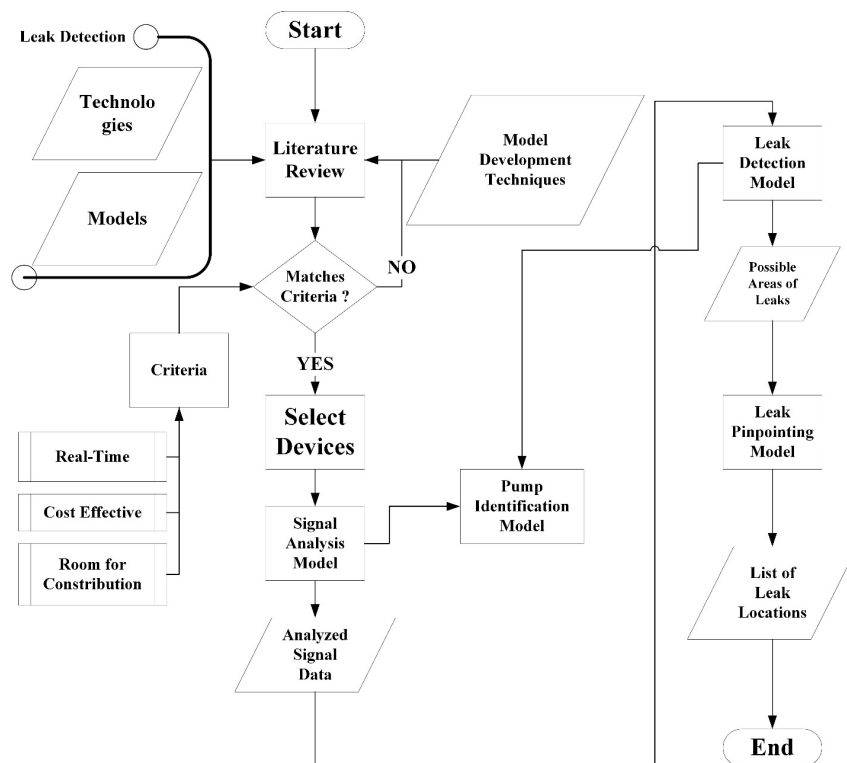 Start
Leak Detection
Technolo
gies
Models
Literature
Review
Model
Development
Techniques
Matches
Criteria ?
NO
YES
Criteria
Real-Time
Cost Effective
Room for
Constribution
Select
Devices
Signal
Analysis
Model
Analyzed
Signal
Data
Pump
Identification
Model
Leak
Detection
Model
Possible
Areas of
Leaks
Leak
Pinpointing
Model
List of
Leak
Locations
End